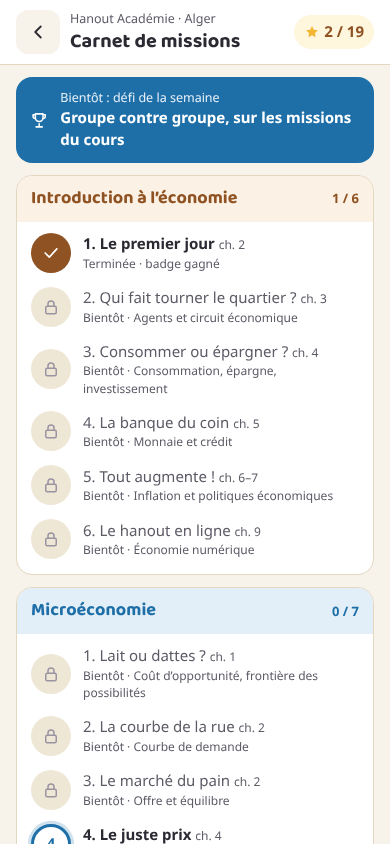 Hanout Académie · Alger
Carnet de missions
2 / 19
Bientôt : défi de la semaine
Groupe contre groupe, sur les missions
du cours
Introduction à l'économie
1 / 6
1. Le premier jour ch. 2
Terminée · badge gagné
2. Qui fait tourner le quartier ? ch. 3
Bientôt · Agents et circuit économique
3. Consommer ou épargner ? ch. 4
Bientôt · Consommation, épargne,
investissement
4. La banque du coin ch. 5
Bientôt · Monnaie et crédit
5. Tout augmente ! ch. 6–7
Bientôt · Inflation et politiques économiques
6. Le hanout en ligne ch. 9
Bientôt · Économie numérique
Microéconomie
0 / 7
1. Lait ou dattes ? ch. 1
Bientôt · Coût d'opportunité, frontière des
possibilités
2. La courbe de la rue ch. 2
Bientôt · Courbe de demande
3. Le marché du pain ch. 2
Bientôt · Offre et équilibre
4
4. Le juste prix ch. 4